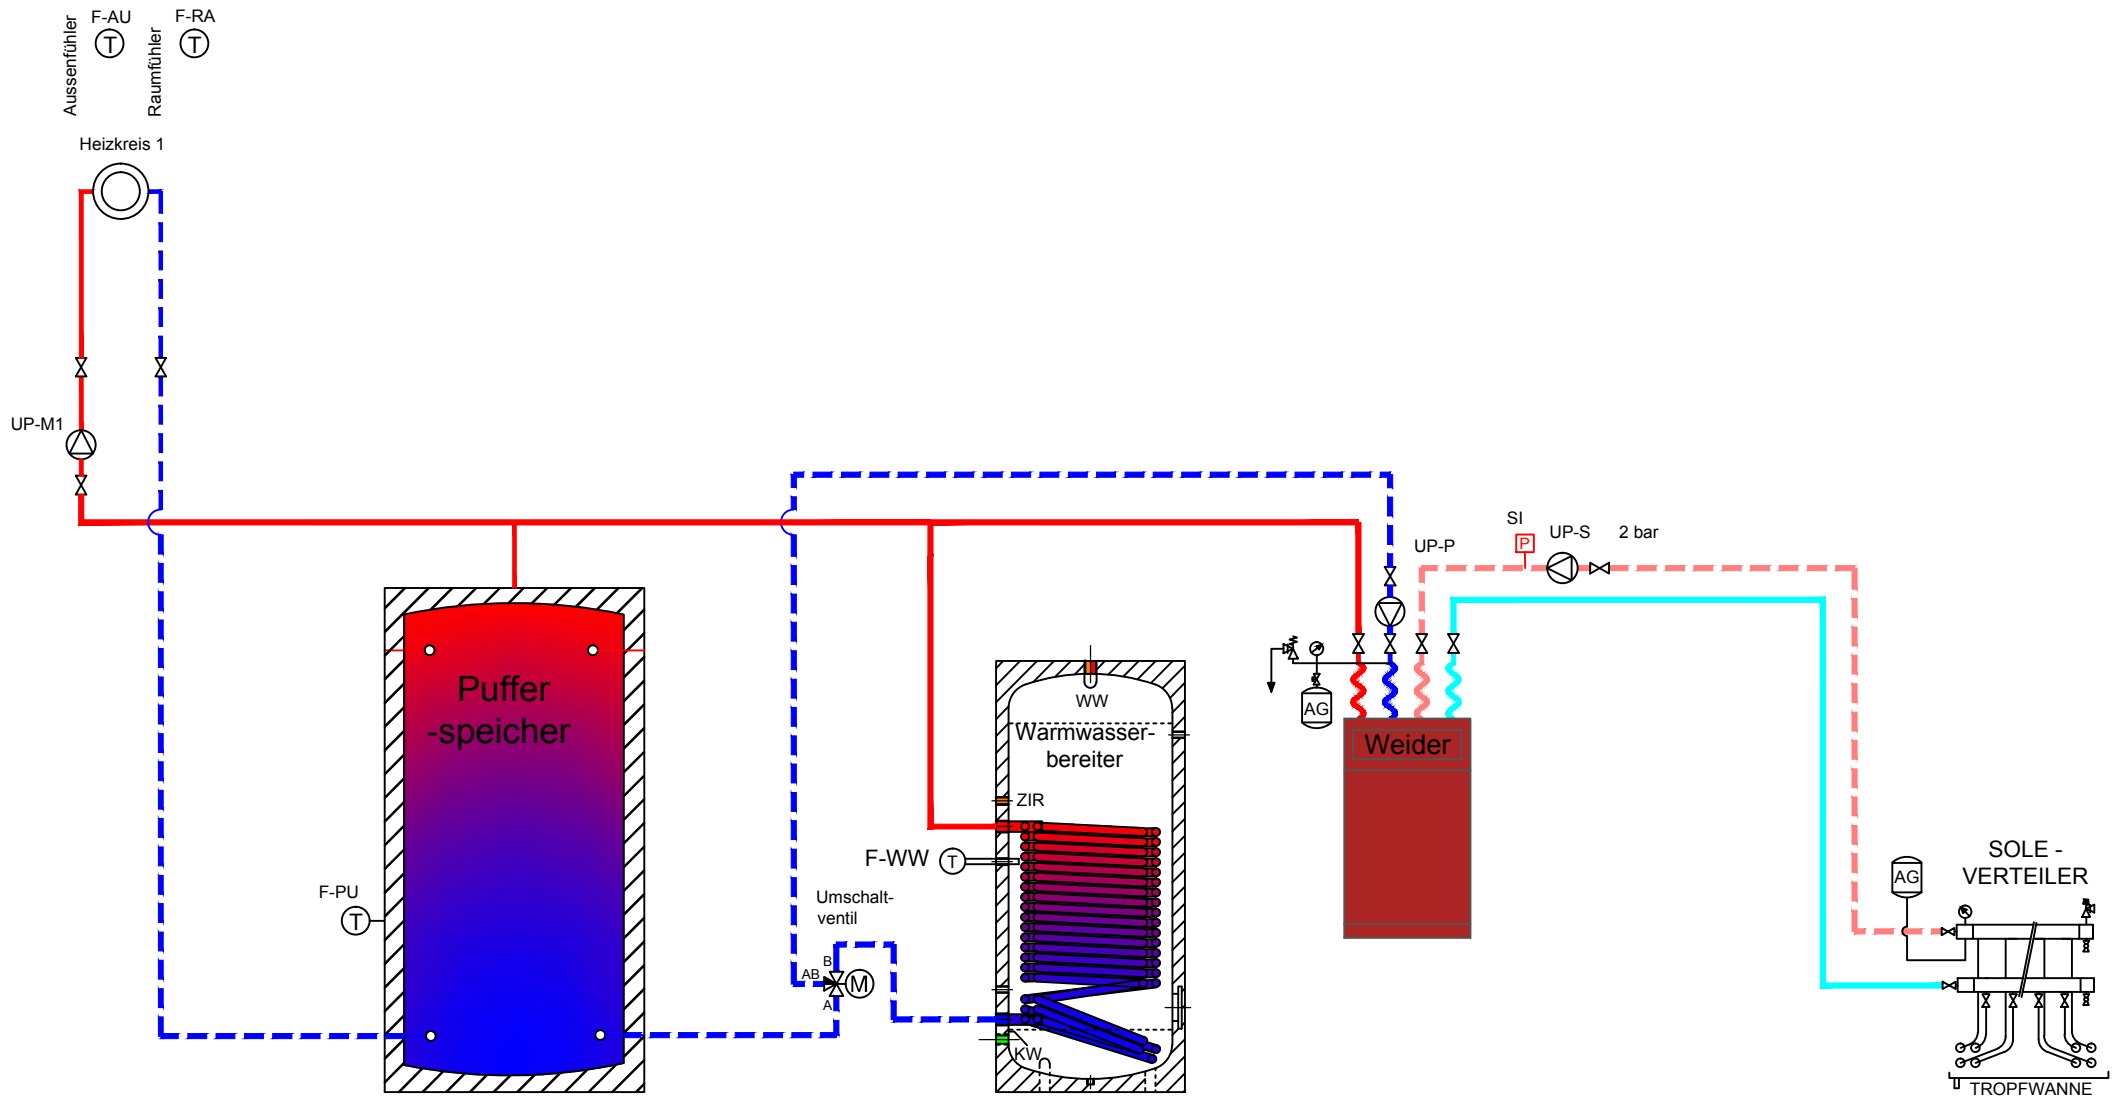 F-AU
F-RA
Aussenfühler
T
Raumfühler
T
Heizkreis 1
UP-M1
SI
UP-S
2 bar
UP-P
P
Puffer
-speicher
WW
AG
Weider
Warmwasser-
bereiter
ZIR
F-WW
T
SOLE -
VERTEILER
AG
F-PU
T
Umschalt-
ventil
B
AB
M
A
KW
TROPFWANNE